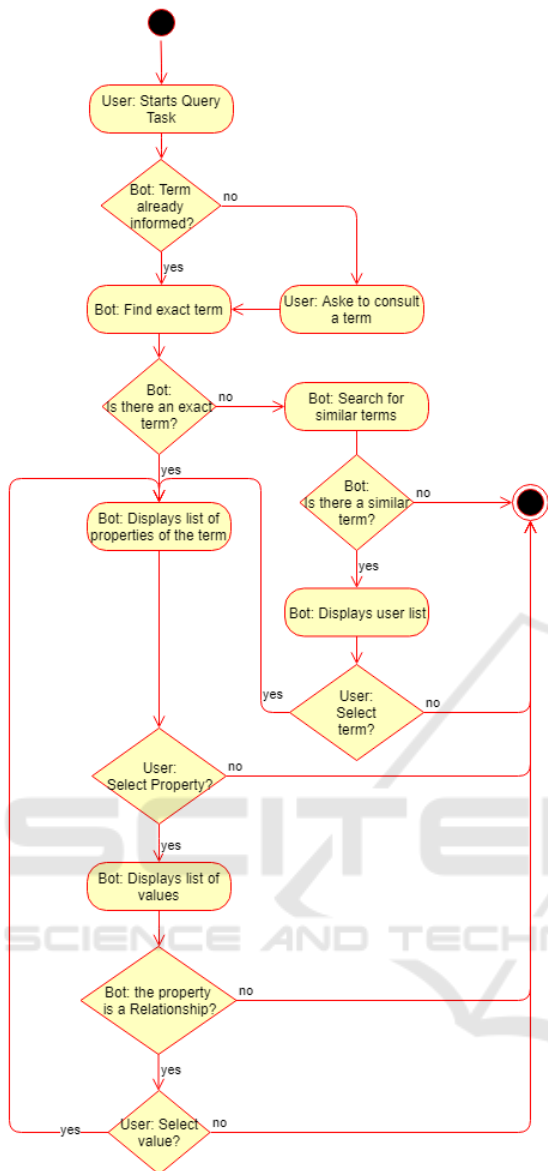 User: Starts Query
Task
Bot: Term
already
informed?
no
yes
Bot: Find exact term
User: Aske to consult
a term
Bot:
Is there an exact
term?
no
Bot: Search for
similar terms
yes
Bot:
Is there a similar
term?
no
Bot: Displays list of
properties of the term
yes
Bot: Displays user list
yes
User:
Select
term?
no
User:
Select Property?
no
yes
Bot: Displays list of
values
SCITE
SCIENCE AND TECH
Bot: the property
is a Relationship?
no
yes
yes
User: Select
value?
no